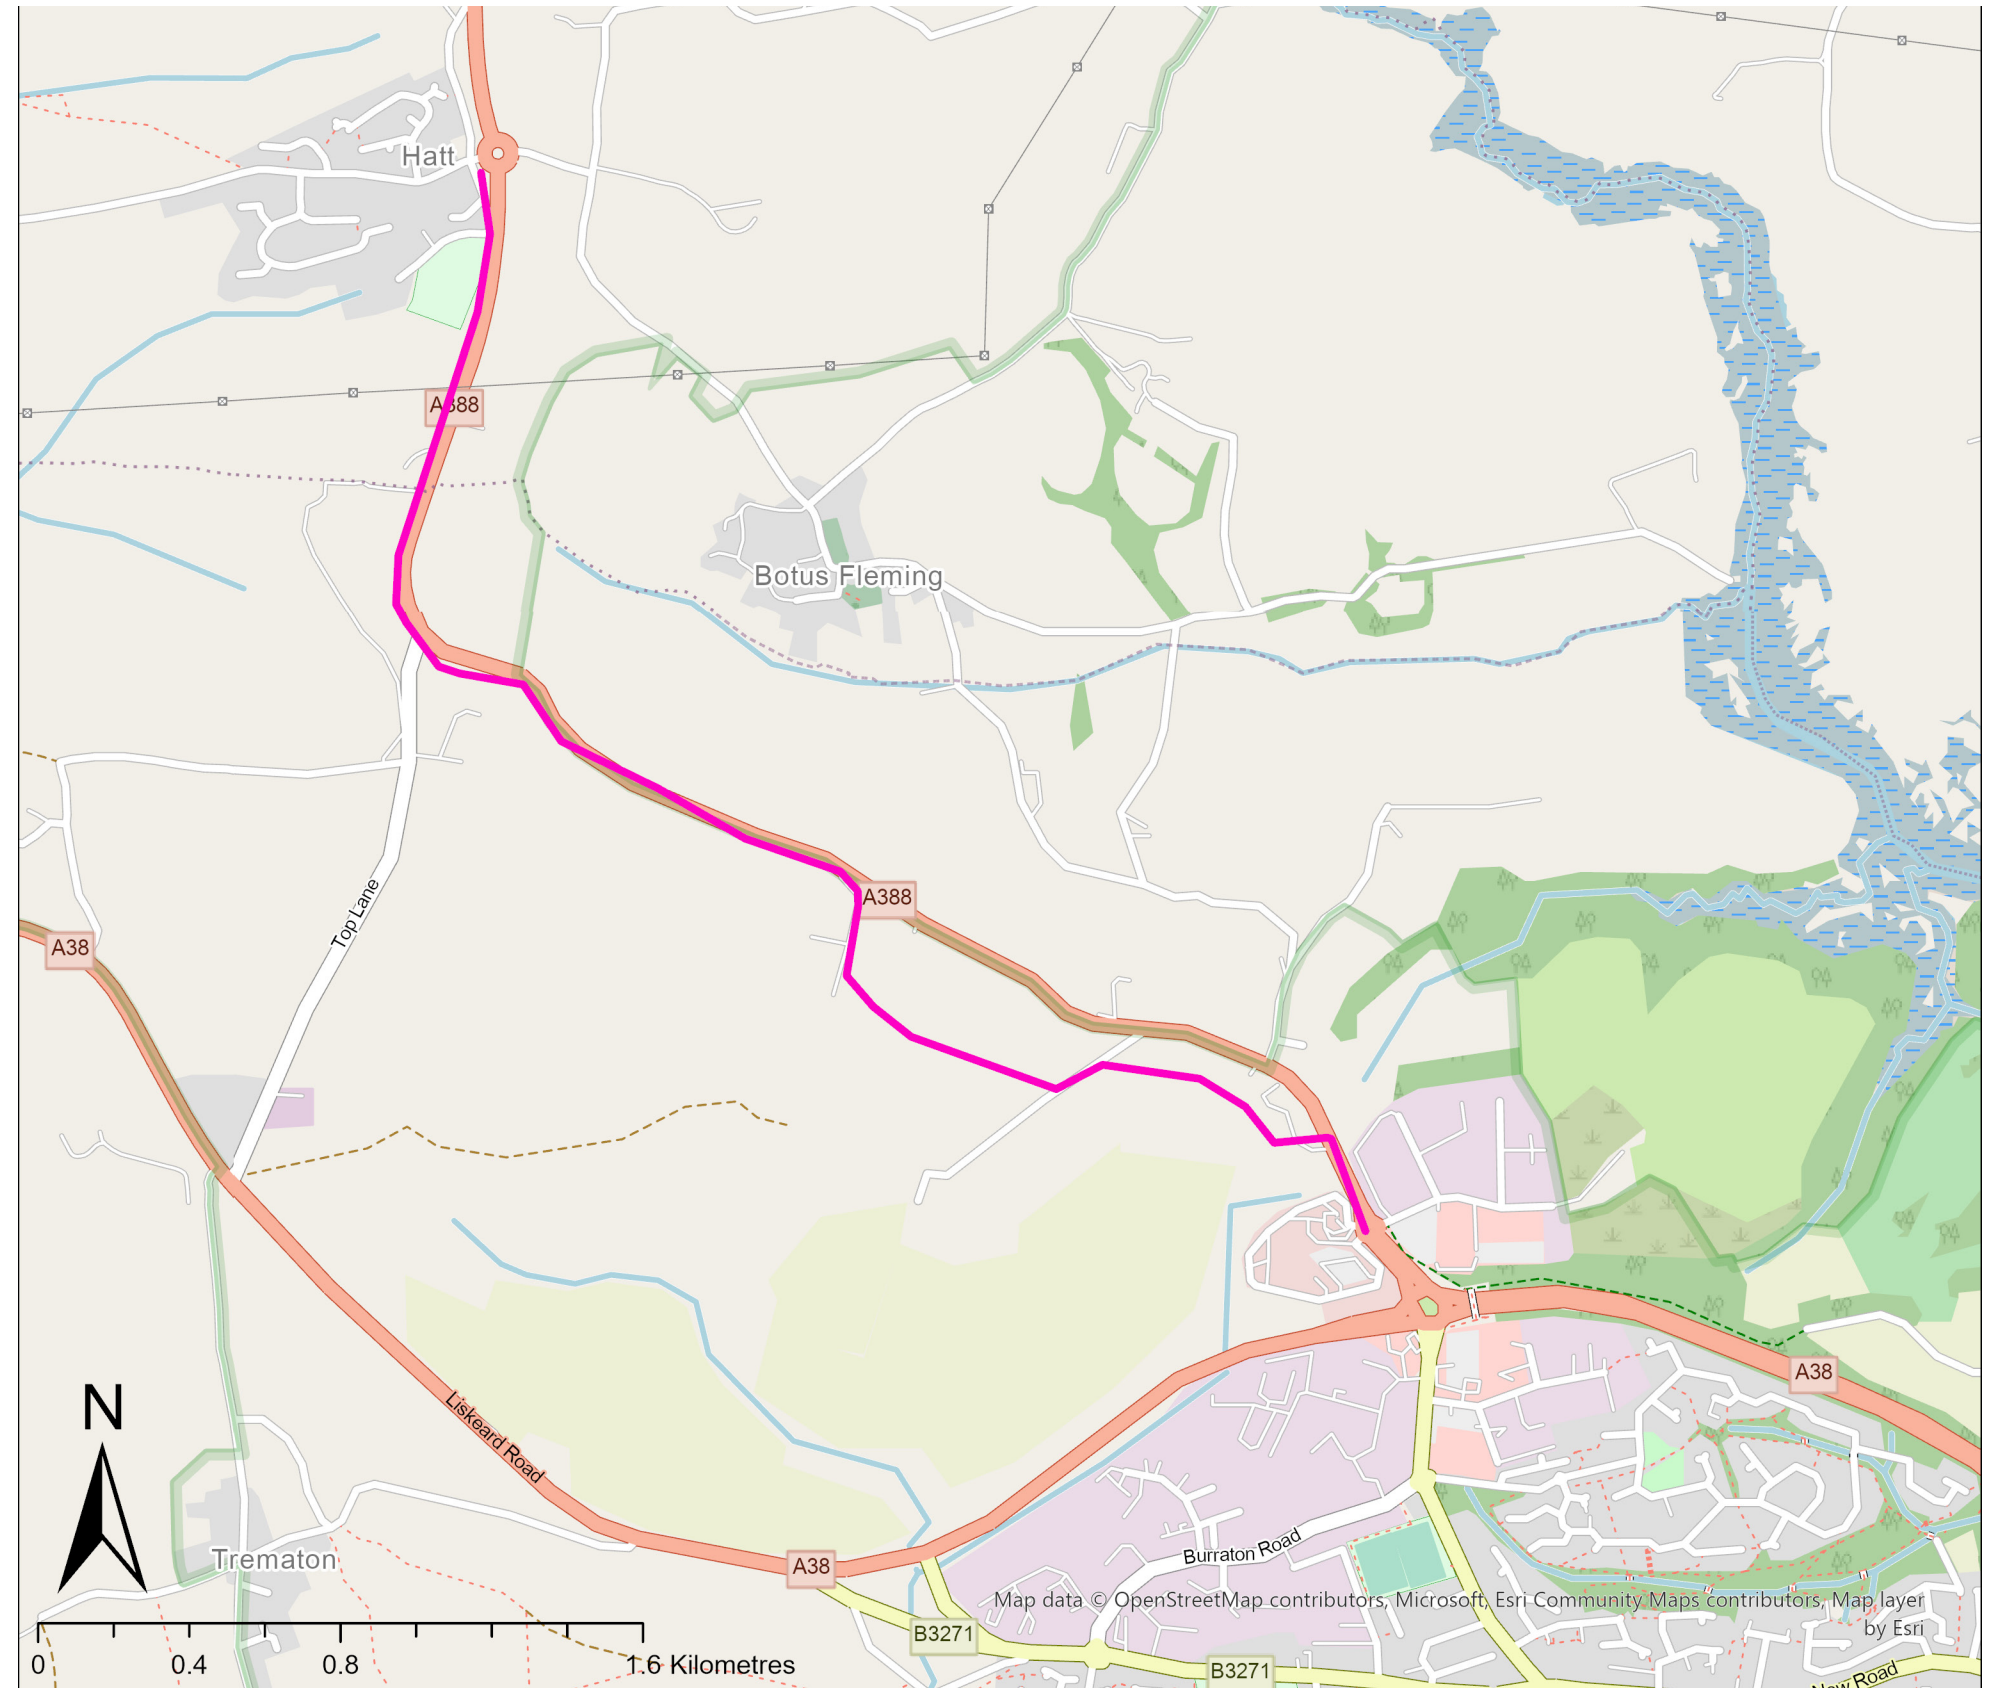 Hatt
A388
Botus Fleming
A388
Top Lane
A38
A38
Liskeard Road
N
Burraton Road
Trematon
A38
Map data © OpenStreetMap contributors, Microsoft, Esri Community Maps contributors, Map layer
by Esri
B3271
B3271
New Road
0 0.4 0.8 1.6 Kilometres